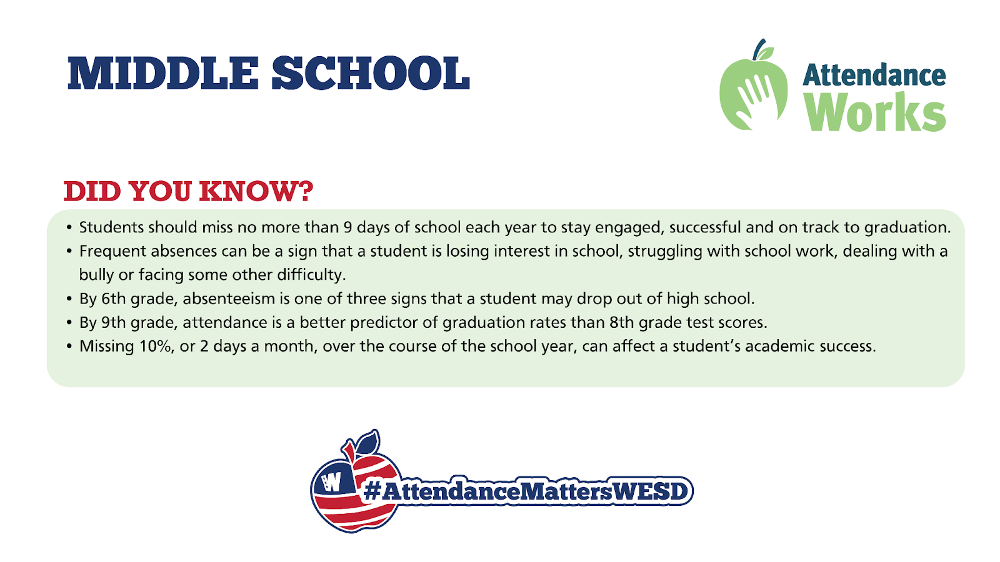 MIDDLE SCHOOL
Attendance
Works
DID YOU KNOW?
• Students should miss no more than 9 days of school each year to stay engaged, successful and on track to graduation.
• Frequent absences can be a sign that a student is losing interest in school, struggling with school work, dealing with a
bully or facing some other difficulty.
• By 6th grade, absenteeism is one of three signs that a student may drop out of high school.
• By 9th grade, attendance is a better predictor of graduation rates than 8th grade test scores.
• Missing 10%, or 2 days a month, over the course of the school year, can affect a student’s academic success.
W
#AttendanceMattersWESD